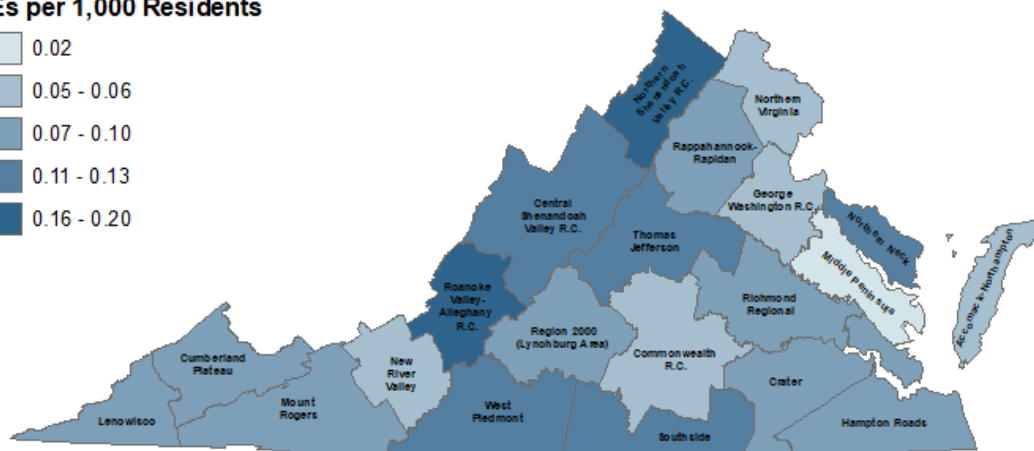 Es per 1,000 Residents
0.02
0.05 - 0.06
0.07 - 0.10
0.11 - 0.13
0.16 - 0.20
Northern
Shenandoah
Valley R.C.
Northern
Virginia
Rappahannock-
Rapidan
George
Washington R.C.
Central
Shenandoah
Valley R.C.
Thomas
Jefferson
Northern Neck
Middle Peninsula
Accomack-Northampton
Roanoke
Valley-
Alleghany
R.C.
Richmond
Regional
Region 2000
(Lynchburg Area)
Commonwealth
R.C.
New
River
Valley
Cumberland
Plateau
Crater
Mount
Rogers
West
Piedmont
Lenowisco
Hampton Roads
Southside